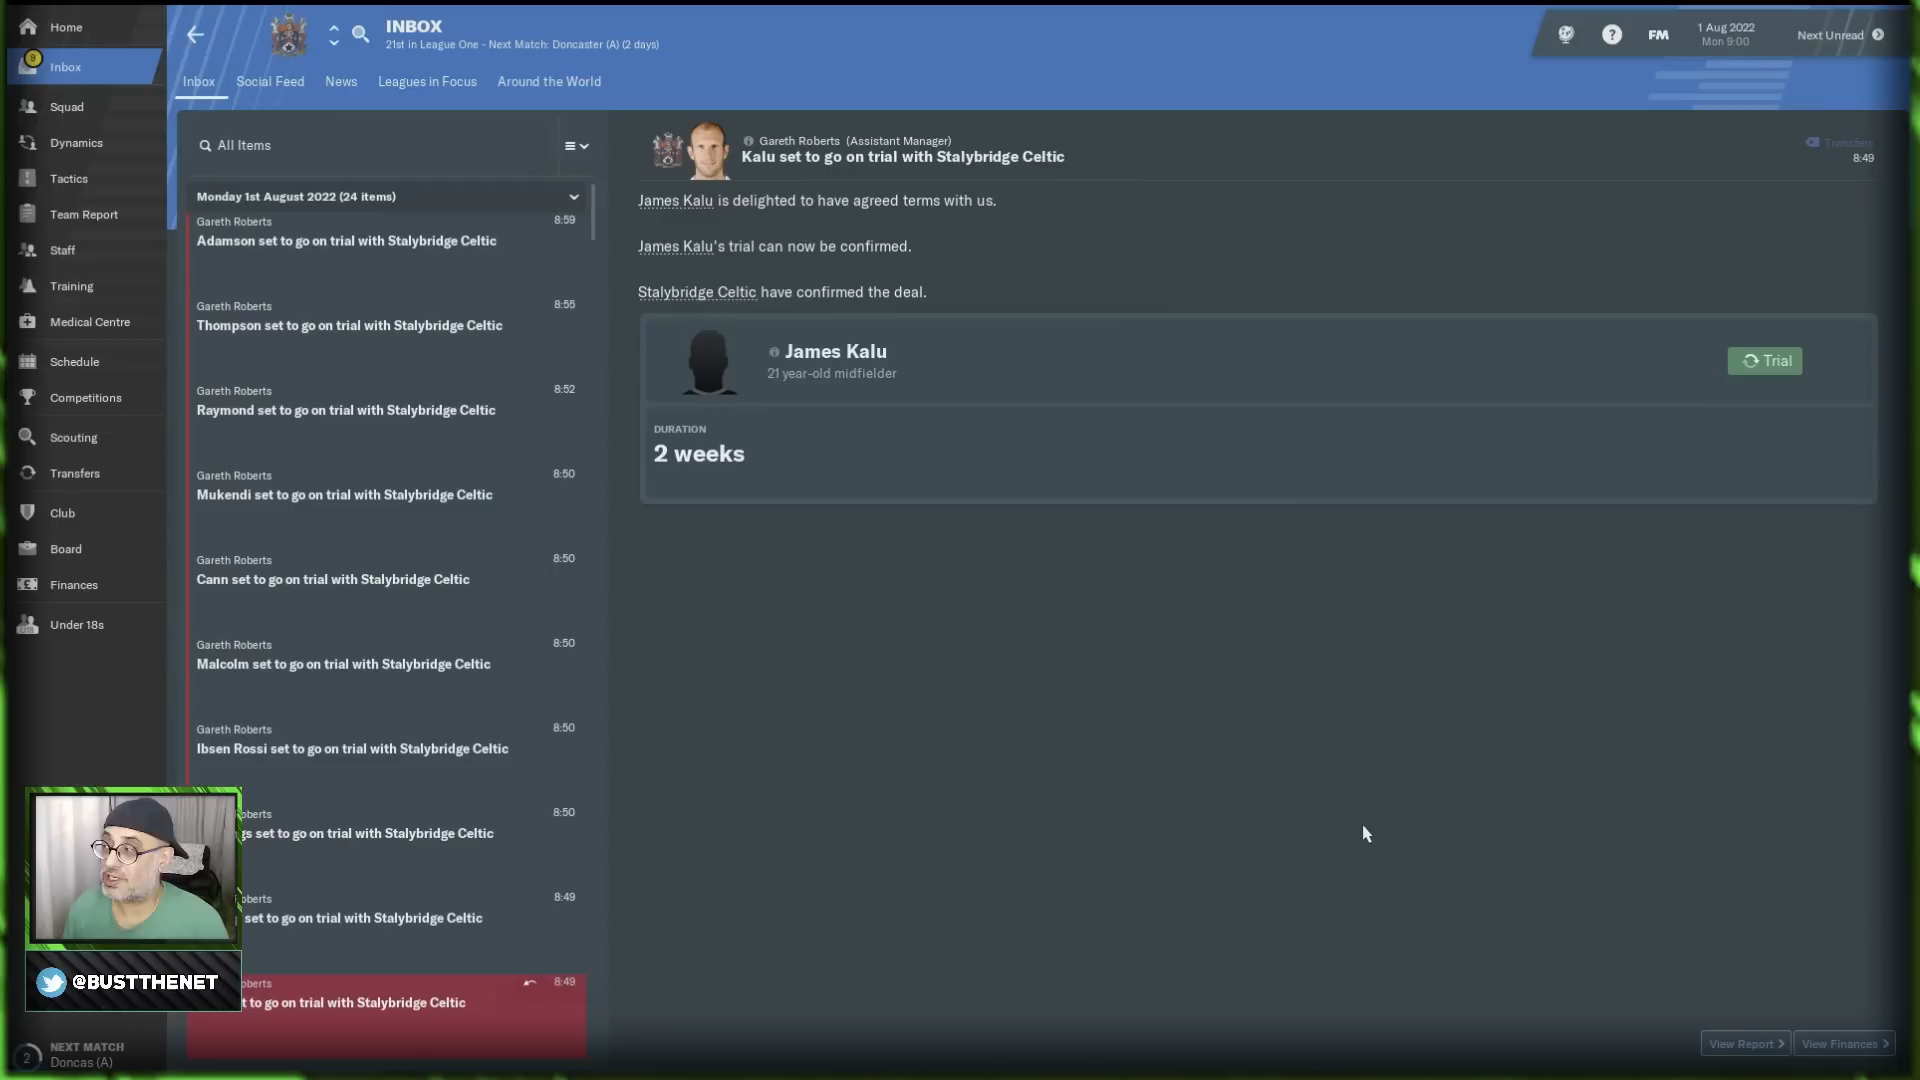 Home
9
Inbox
Squad
Dynamics
Tactics
Team Report
Staff
Training
Medical Centre
Schedule
Competitions
Scouting
Transfers
Club
Board
Finances
Under 18s
2
NEXT MATCH
Doncas (A)
INBOX
21st in League One - Next Match: Doncaster (A) (2 days)
? FM 1 Aug 2022
Mon 9:00
Next Unread
Inbox Social Feed News Leagues in Focus Around the World
All Items
Monday 1st August 2022 (24 items)
Gareth Roberts 8:59
Adamson set to go on trial with Stalybridge Celtic
Gareth Roberts 8:55
Thompson set to go on trial with Stalybridge Celtic
Gareth Roberts 8:52
Raymond set to go on trial with Stalybridge Celtic
Gareth Roberts 8:50
Mukendi set to go on trial with Stalybridge Celtic
Gareth Roberts 8:50
Cann set to go on trial with Stalybridge Celtic
Gareth Roberts 8:50
Malcolm set to go on trial with Stalybridge Celtic
Gareth Roberts 8:50
Ibsen Rossi set to go on trial with Stalybridge Celtic
oberts 8:50
gs set to go on trial with Stalybridge Celtic
oberts 8:49
set to go on trial with Stalybridge Celtic
oberts 8:49
t to go on trial with Stalybridge Celtic
@BUSTTHENET
Gareth Roberts (Assistant Manager)
Kalu set to go on trial with Stalybridge Celtic
Transfers
8:49
James Kalu is delighted to have agreed terms with us.
James Kalu's trial can now be confirmed.
Stalybridge Celtic have confirmed the deal.
James Kalu
21 year-old midfielder
Trial
DURATION
2 weeks
View Report
View Finances